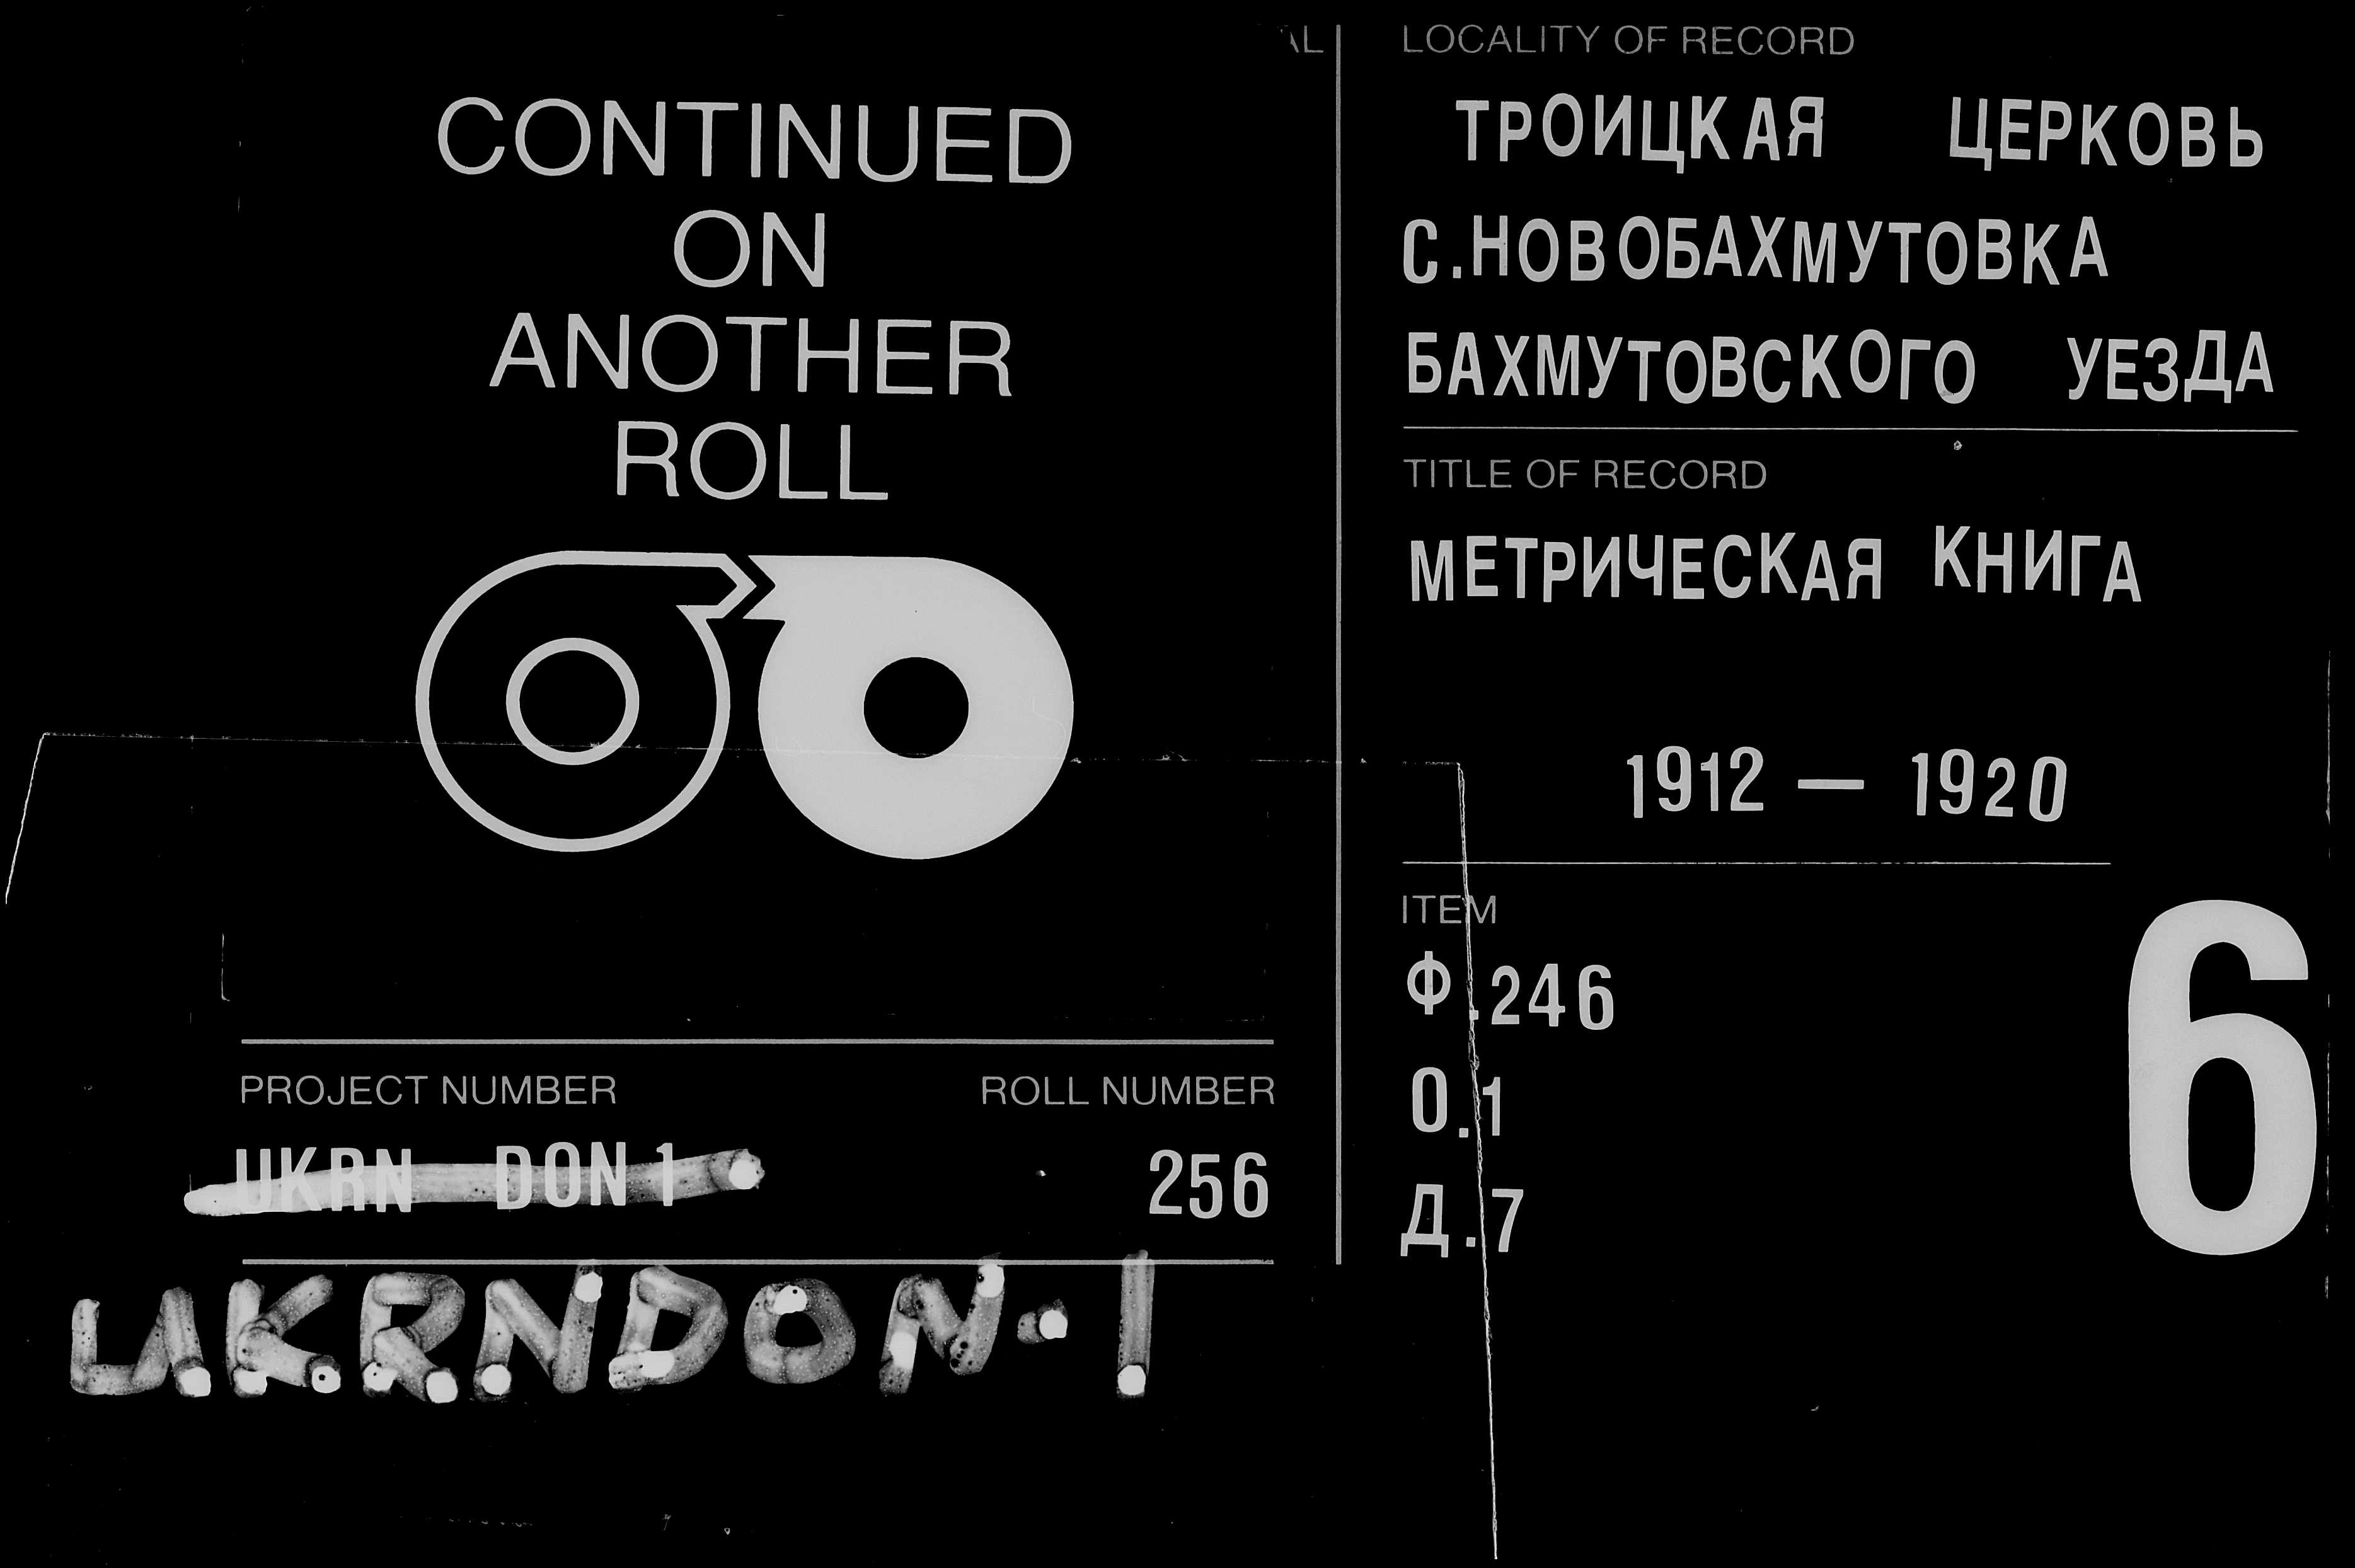 CONTINUED
ON
ANOTHER
ROLL
PROJECT NUMBER ROLL NUMBER
UKRN DON 1 256
UKRNDON-1
LOCALITY OF RECORD
ТРОИЦКАЯ ЦЕРКОВЬ
С.НОВОБАХМУТОВКА
БАХМУТОВСКОГО УЕЗДА
TITLE OF RECORD
МЕТРИЧЕСКАЯ КНИГА
1912 — 1920
ITEM
Ф.246
О.1
Д.7
6